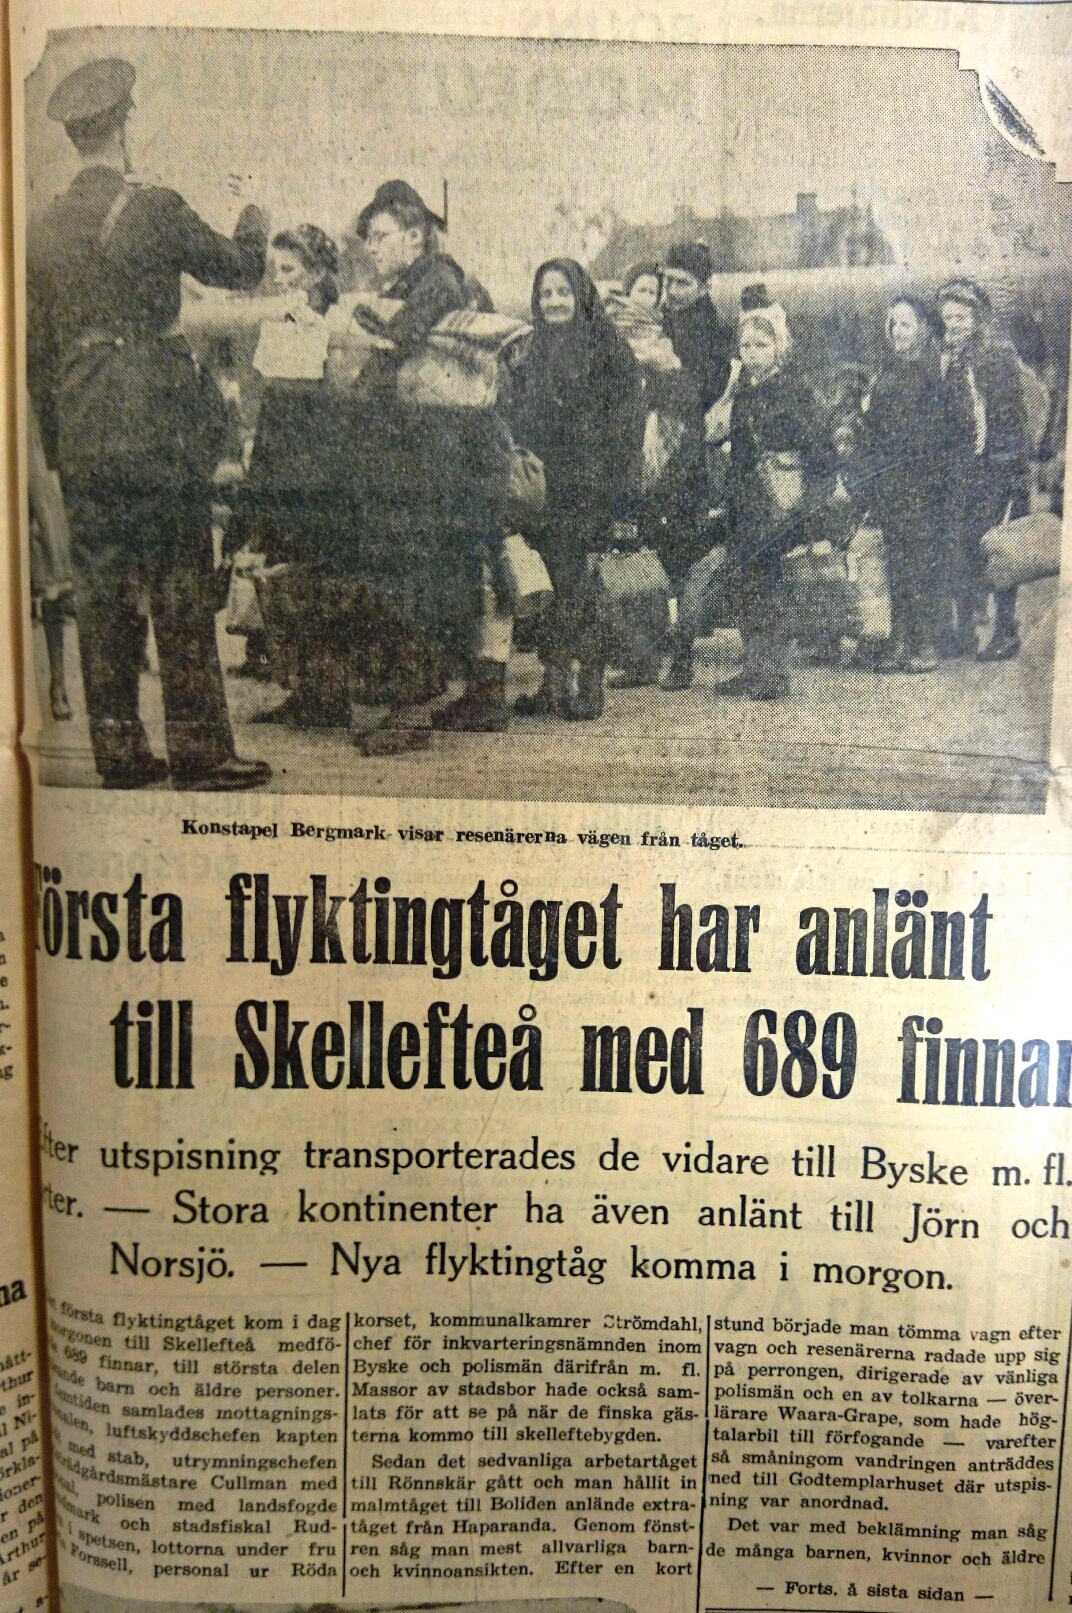 Konstapel Bergmark visar resenärerna vägen från tåget.
Första flyktingtåget har anlänt
till Skellefteå med 689 finnar
Efter utspisning transporterades de vidare till Byske m. fl.
orter. — Stora kontinenter ha även anlänt till Jörn och
Norsjö. — Nya flyktingtåg komma i morgon.
första flyktingtåget kom i dag
morgonen till Skellefteå medfö-
689 finnar, till största delen
barn och äldre personer.
samlades mottagnings-
luftskyddschefen kapten
med stab, utrymningschefen
trädgårdsmästare Cullman med
polisen med landsfogde
och stadsfiskal Rud-
i spetsen, lottorna under fru
Forssell, personal ur Röda
korset, kommunalkamrer Strömdahl,
chef för inkvarteringsnämnden inom
Byske och polismän därifrån m. fl.
Massor av stadsbor hade också sam-
lats för att se på när de finska gäs-
terna kommo till skelleftebygden.
Sedan det sedvanliga arbetartåget
till Rönnskär gått och man hållit in
malmtåget till Boliden anlände extra-
tåget från Haparanda. Genom fönst-
ren såg man mest allvarliga barn-
och kvinnoansikten. Efter en kort
stund började man tömma vagn efter
vagn och resenärerna radade upp sig
på perrongen, dirigerade av vänliga
polismän och en av tolkarna — över-
lärare Waara-Grape, som hade hög-
talarbil till förfogande — varefter
så småningom vandringen anträddes
ned till Godtemplarhuset där utspis-
ning var anordnad.
Det var med beklämning man såg
de många barnen, kvinnor och äldre
— Forts. å sista sidan —